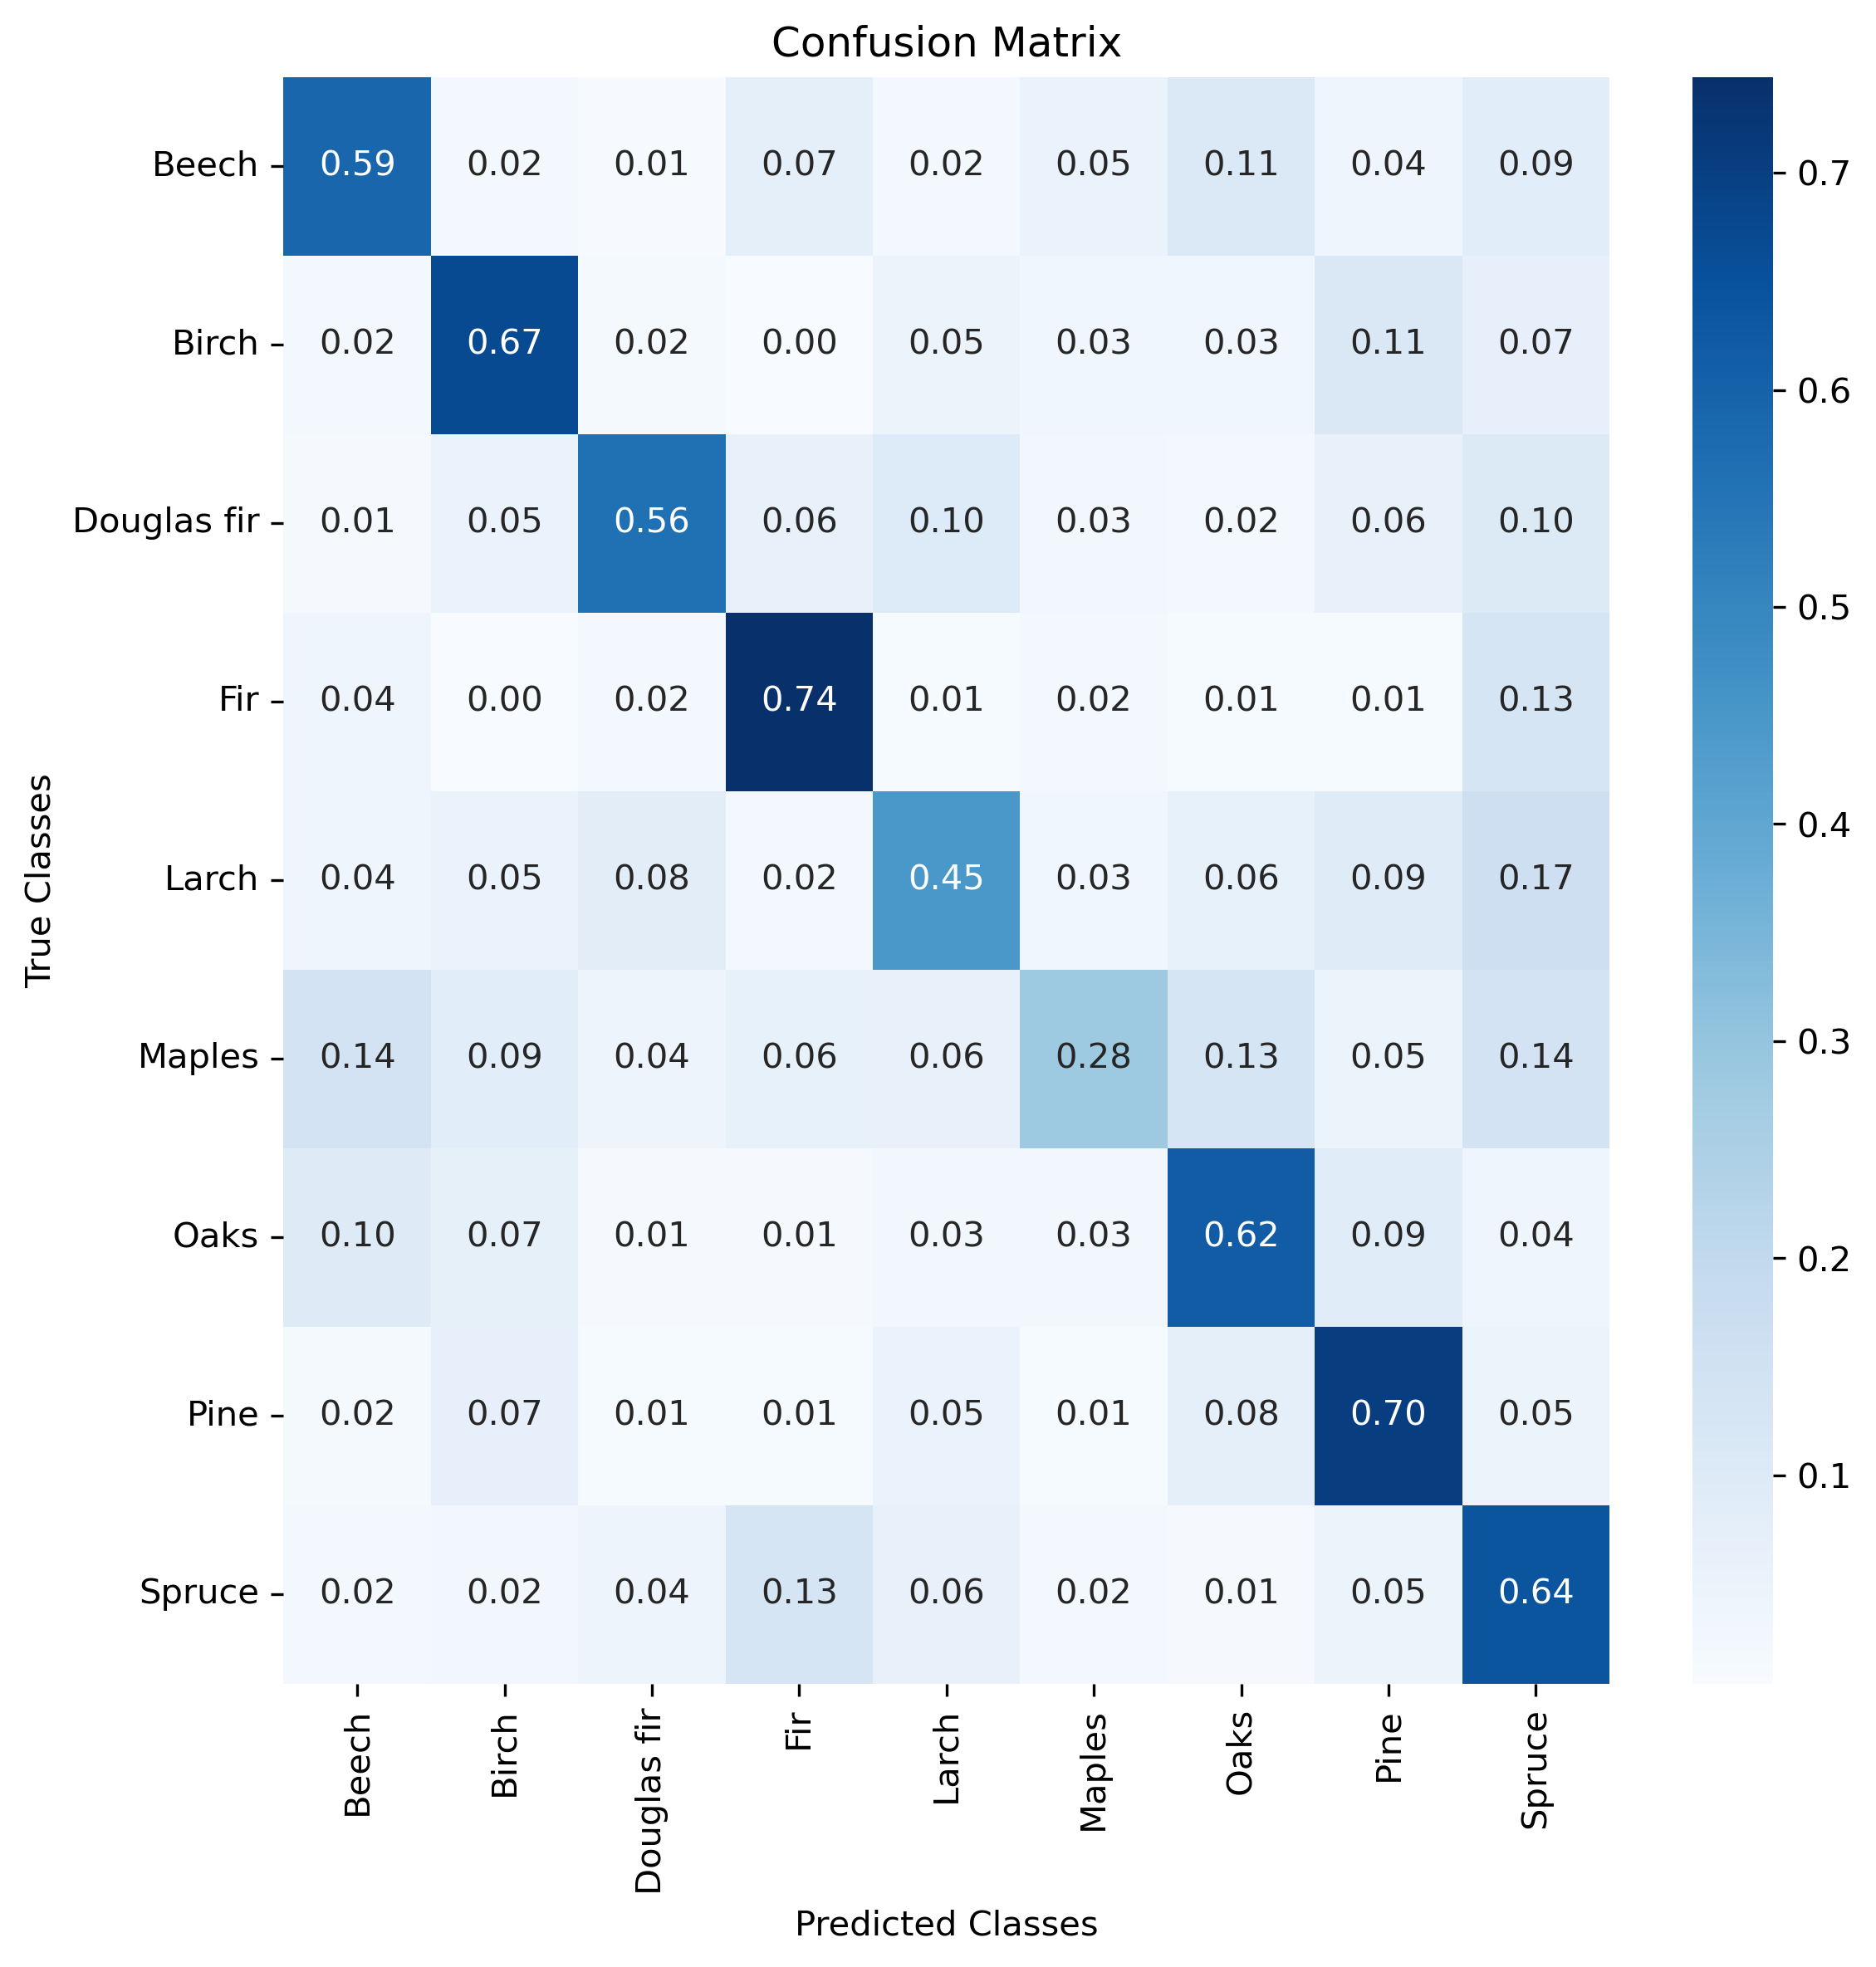 Confusion Matrix
Beech 0.59 0.02 0.01 0.07 0.02 0.05 0.11 0.04 0.09
Birch 0.02 0.67 0.02 0.00 0.05 0.03 0.03 0.11 0.07
Douglas fir 0.01 0.05 0.56 0.06 0.10 0.03 0.02 0.06 0.10
Fir 0.04 0.00 0.02 0.74 0.01 0.02 0.01 0.01 0.13
Larch 0.04 0.05 0.08 0.02 0.45 0.03 0.06 0.09 0.17
Maples 0.14 0.09 0.04 0.06 0.06 0.28 0.13 0.05 0.14
Oaks 0.10 0.07 0.01 0.01 0.03 0.03 0.62 0.09 0.04
Pine 0.02 0.07 0.01 0.01 0.05 0.01 0.08 0.70 0.05
Spruce 0.02 0.02 0.04 0.13 0.06 0.02 0.01 0.05 0.64
Beech Birch Douglas fir Fir Larch Maples Oaks Pine Spruce
Predicted Classes
True Classes
0.7
0.6
0.5
0.4
0.3
0.2
0.1